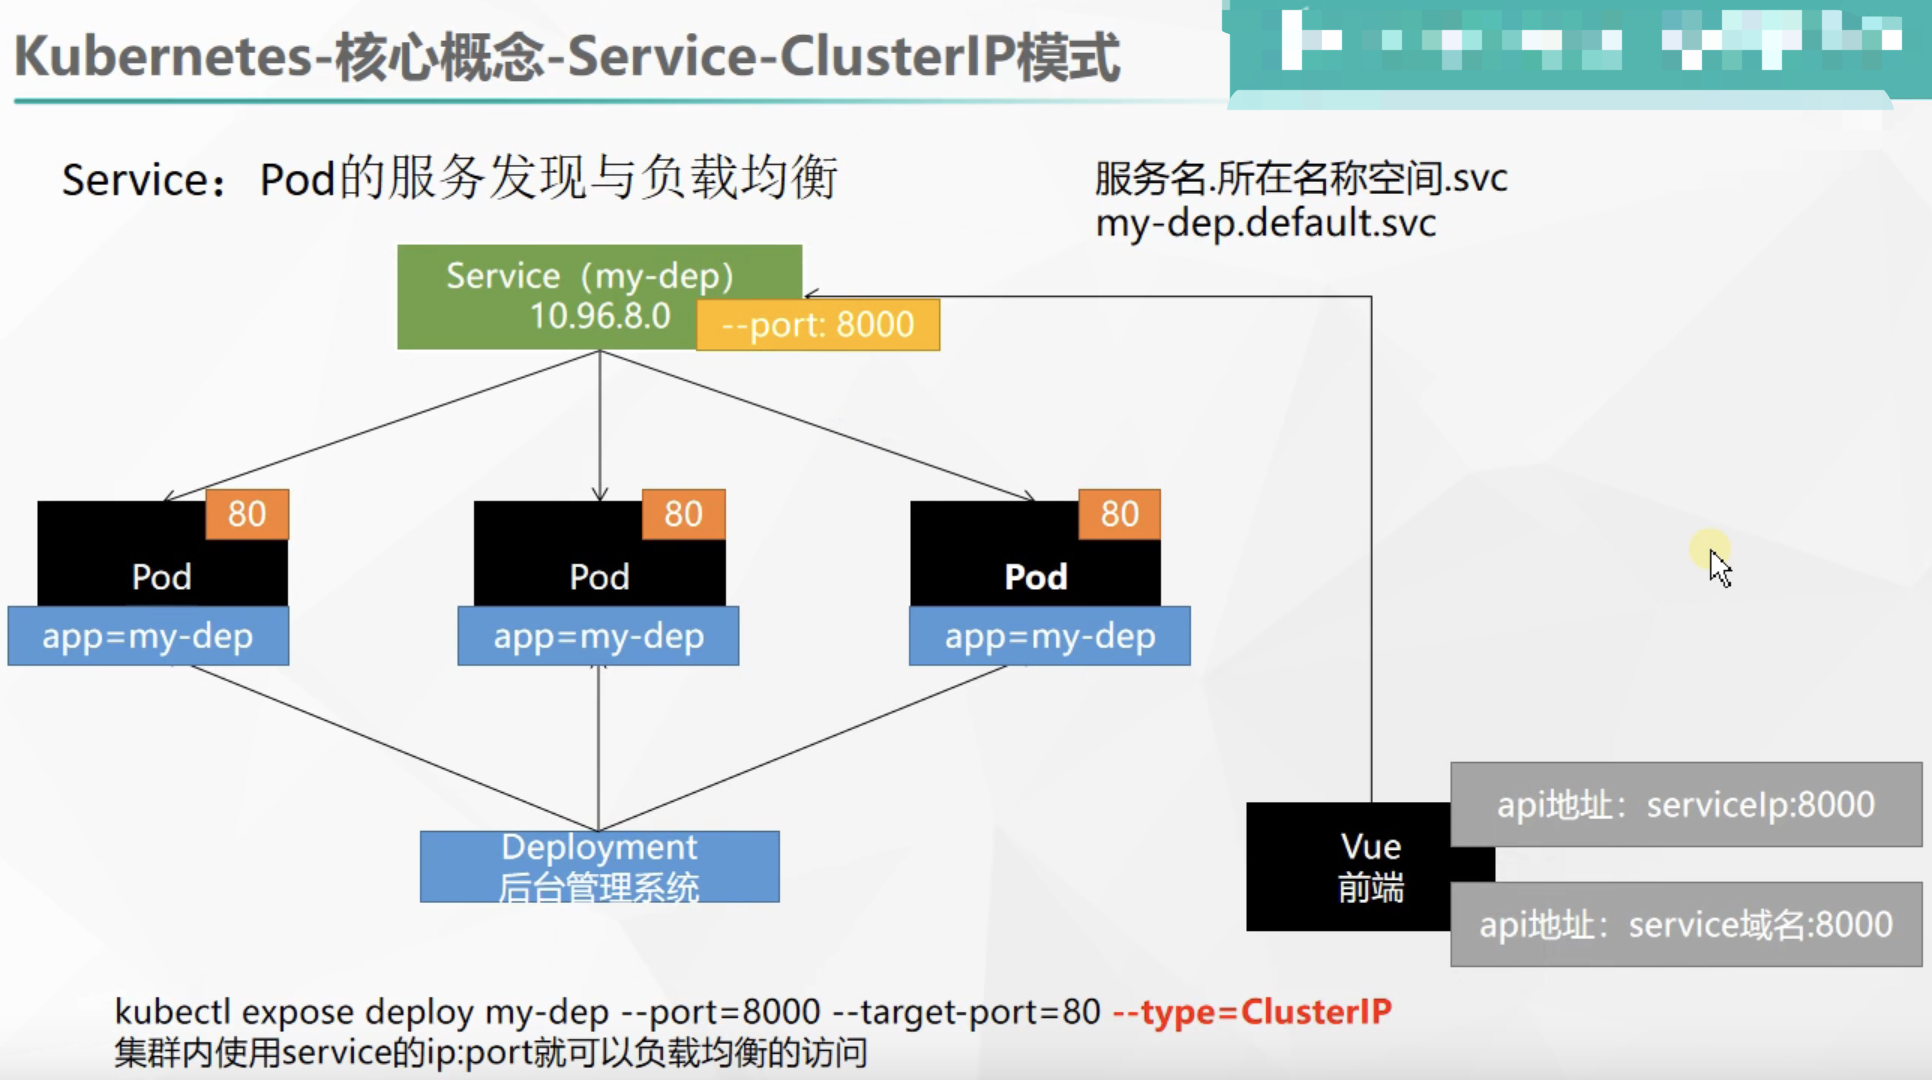 Kubernetes-核心概念-Service-ClusterIP模式
Service：Pod的服务发现与负载均衡
服务名.所在名称空间.svc
my-dep.default.svc
Service（my-dep）
10.96.8.0
--port: 8000
80
80
80
Pod
Pod
Pod
app=my-dep
app=my-dep
app=my-dep
Deployment
后台管理系统
Vue
前端
api地址：serviceIp:8000
api地址：service域名:8000
kubectl expose deploy my-dep --port=8000 --target-port=80 --type=ClusterIP
集群内使用service的ip:port就可以负载均衡的访问